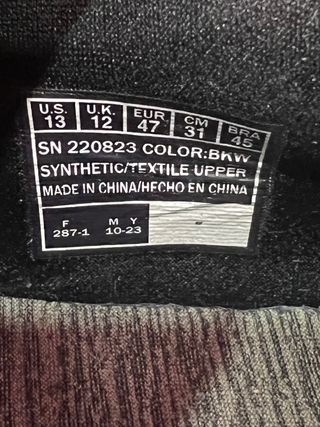 U.S. U.K. EUR CM BRA
13 12 47 31 45
SN 220823 COLOR:BKW
SYNTHETIC/TEXTILE UPPER
MADE IN CHINA/HECHO EN CHINA
F M Y
287-1 10-23